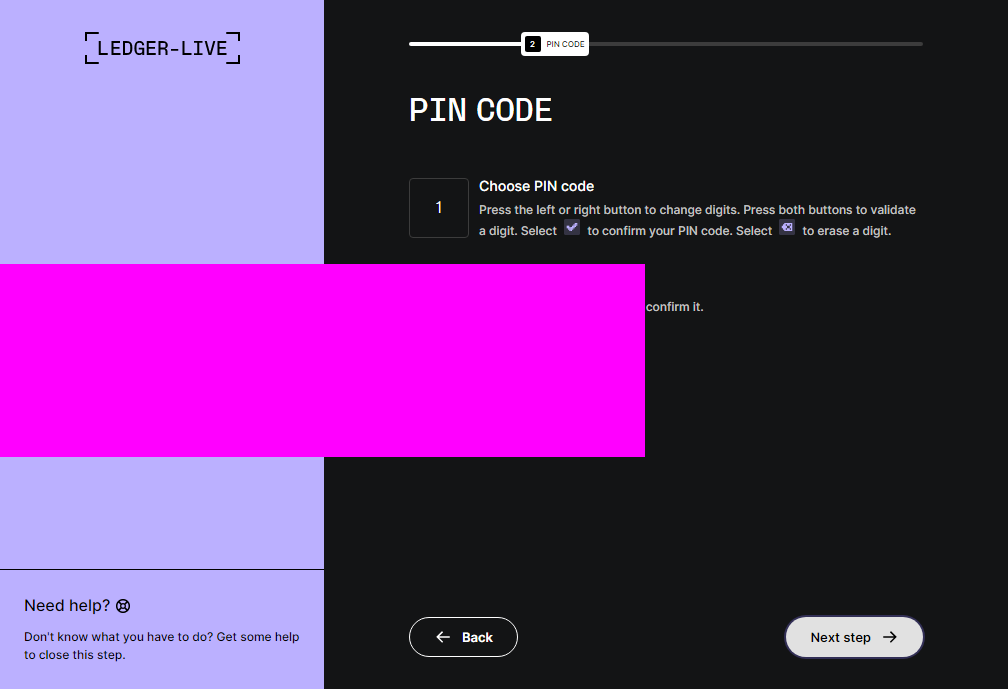 LEDGER-LIVE
2 PIN CODE
PIN CODE
1
Choose PIN code
Press the left or right button to change digits. Press both buttons to validate
a digit. Select to confirm your PIN code. Select to erase a digit.
confirm it.
Need help?
Don't know what you have to do? Get some help
to close this step.
Back
Next step